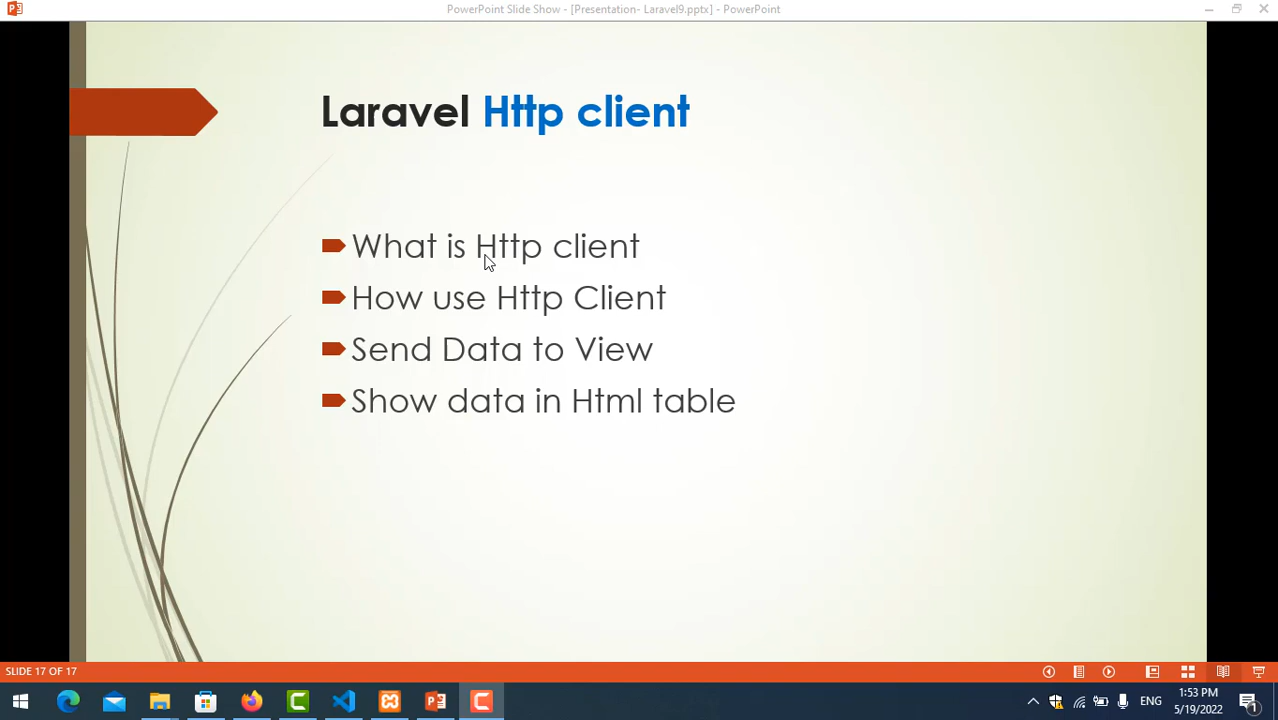 PowerPoint Slide Show - [Presentation- Laravel9.pptx] - PowerPoint
Laravel Http client
What is Http client
How use Http Client
Send Data to View
Show data in Html table
SLIDE 17 OF 17
ENG
1:53 PM
5/19/2022
1